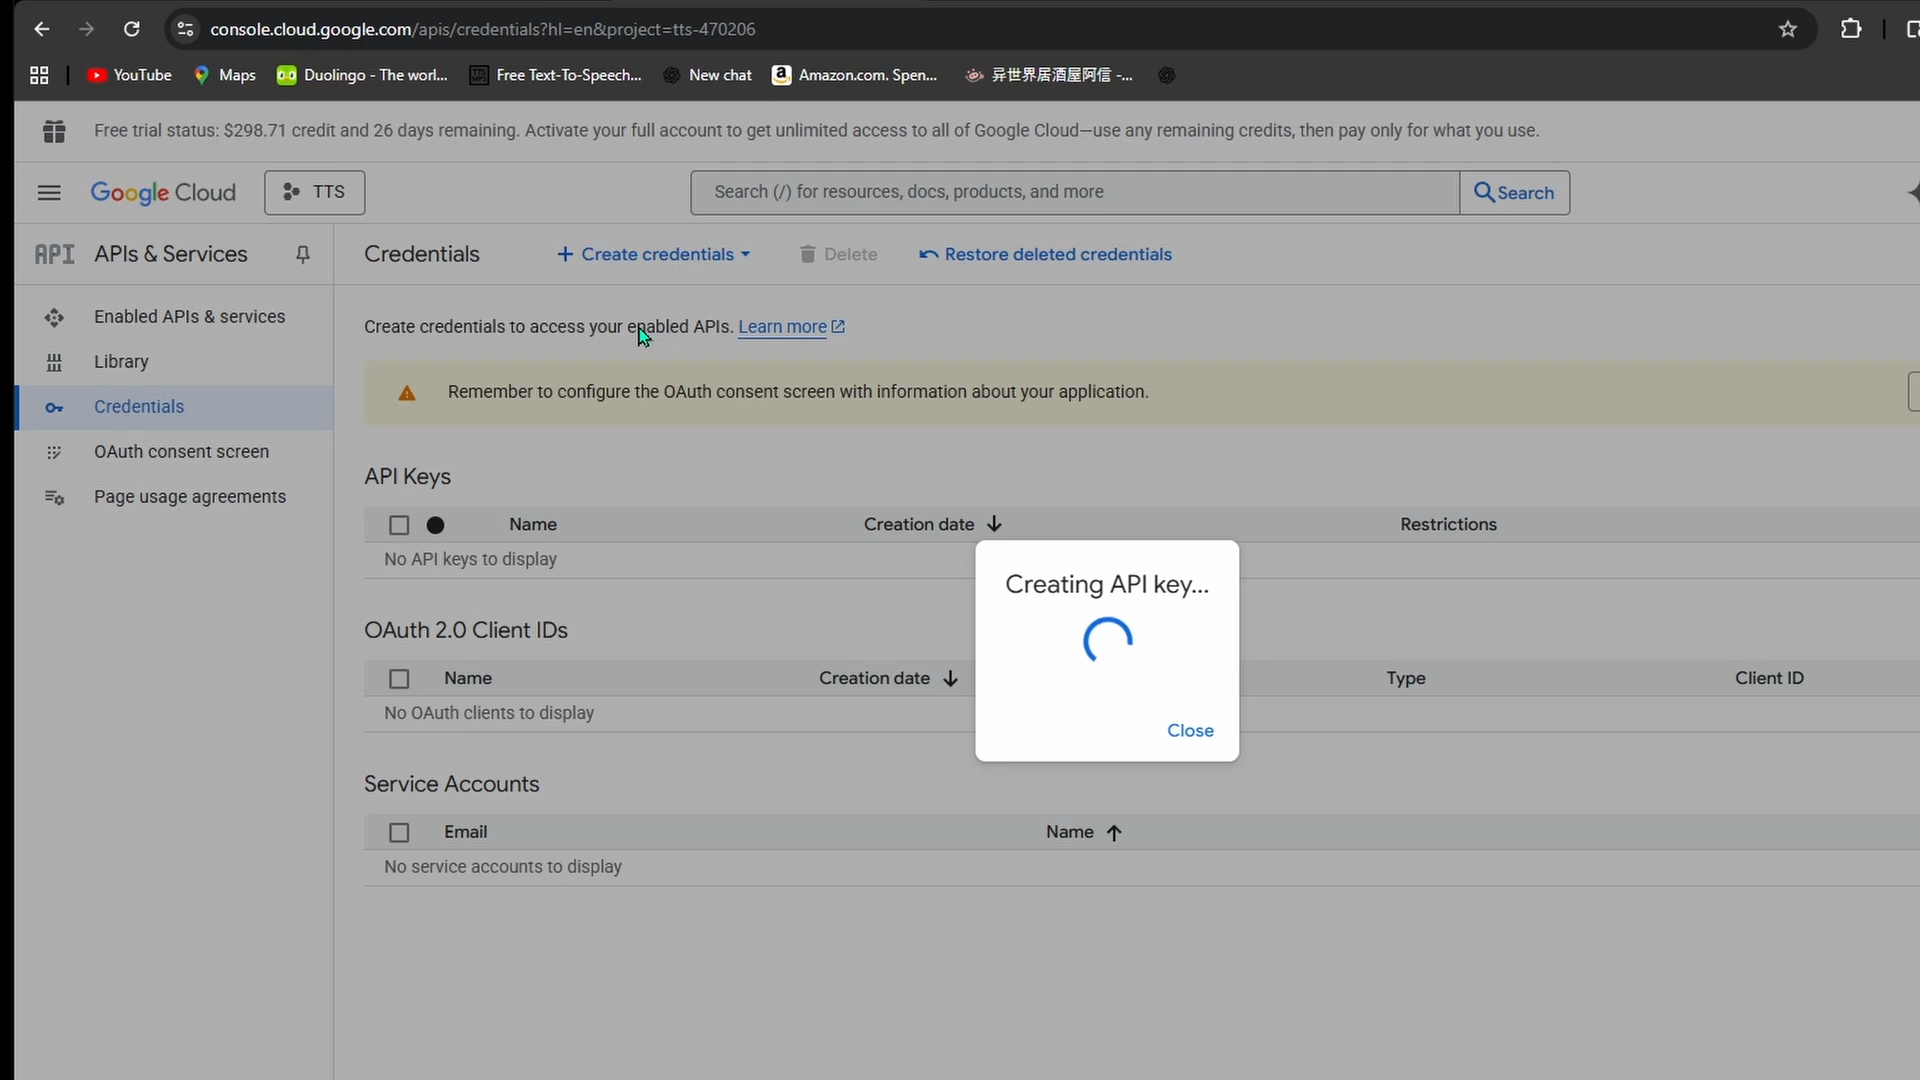 console.cloud.google.com/apis/credentials?hl=en&project=tts-470206
YouTube Maps Duolingo - The worl... Free Text-To-Speech... New chat Amazon.com. Spen... 异世界居酒屋阿信 -...
Free trial status: $298.71 credit and 26 days remaining. Activate your full account to get unlimited access to all of Google Cloud—use any remaining credits, then pay only for what you use.
Google Cloud TTS Search (/) for resources, docs, products, and more Search
API APIs & Services Credentials + Create credentials Delete Restore deleted credentials
Enabled APIs & services
Library
Credentials
OAuth consent screen
Page usage agreements
Create credentials to access your enabled APIs. Learn more
Remember to configure the OAuth consent screen with information about your application.
API Keys
Name Creation date Restrictions
No API keys to display
Creating API key...
Close
OAuth 2.0 Client IDs
Name Creation date Type Client ID
No OAuth clients to display
Service Accounts
Email Name
No service accounts to display